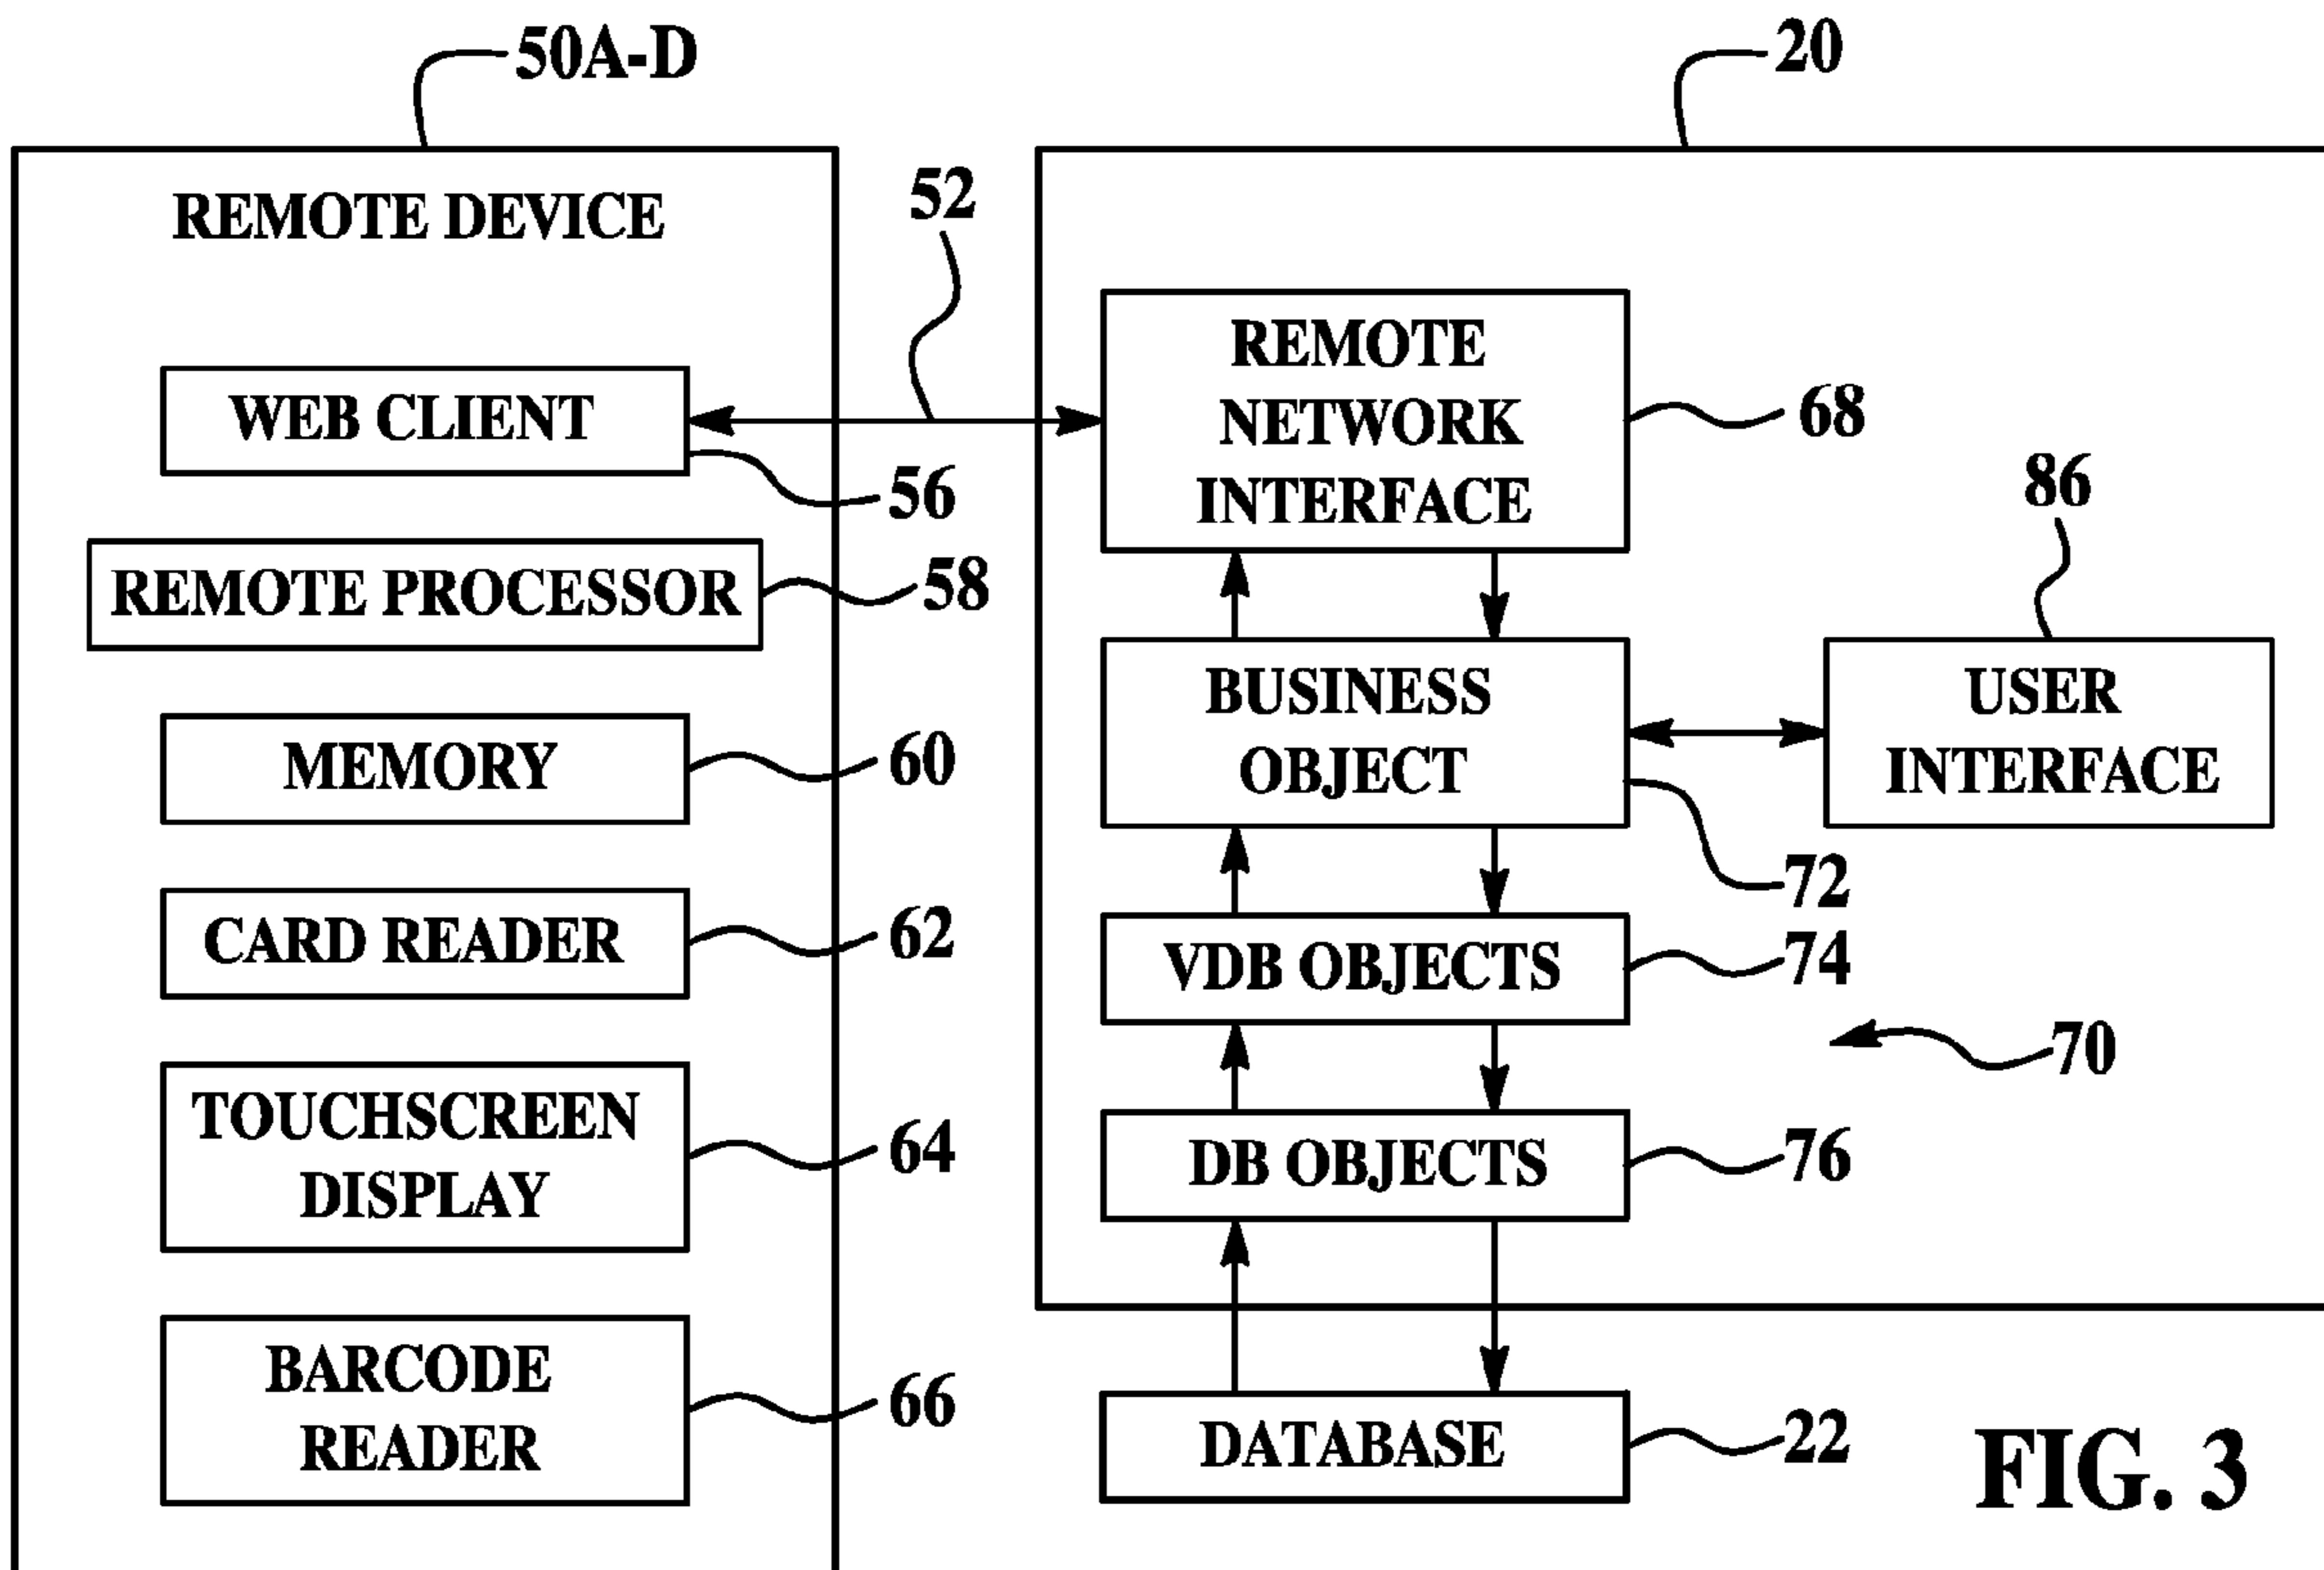 50A-D
20
REMOTE DEVICE
52
WEB CLIENT
56
REMOTE PROCESSOR
58
MEMORY
60
CARD READER
62
TOUCHSCREEN
DISPLAY
64
BARCODE
READER
66
REMOTE
NETWORK
INTERFACE
68
86
BUSINESS
OBJECT
USER
INTERFACE
72
VDB OBJECTS
74
70
DB OBJECTS
76
DATABASE
22
FIG. 3